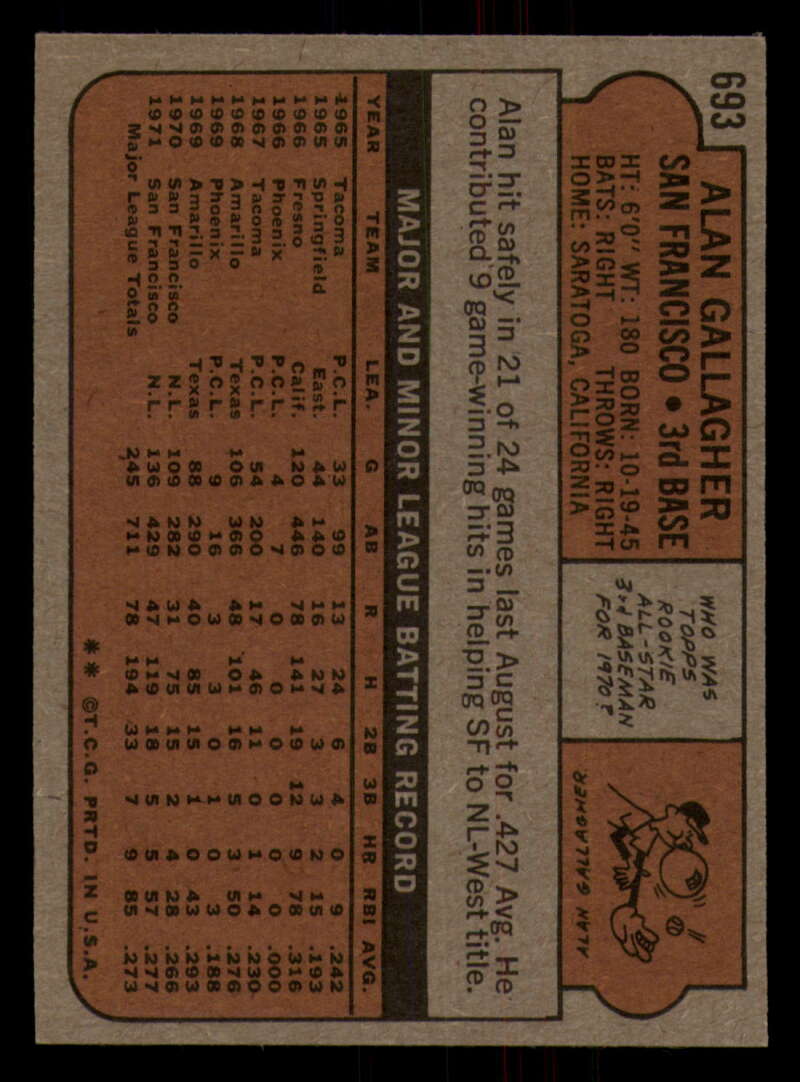 693
ALAN GALLAGHER
SAN FRANCISCO • 3rd BASE
HT: 6'0" WT: 180 BORN: 10-19-45
BATS: RIGHT THROWS: RIGHT
HOME: SARATOGA, CALIFORNIA
WHO WAS
TOPPS
ROOKIE
ALL-STAR
3rd BASEMAN
FOR 1970?
ALAN GALLAGHER
Alan hit safely in 21 of 24 games last August for .427 Avg. He
contributed 9 game-winning hits in helping SF to NL-West title.
MAJOR AND MINOR LEAGUE BATTING RECORD
YEAR TEAM LEA. G AB R H 2B 3B HR RBI AVG.
1965 Tacoma P.C.L. 33 99 13 24 6 4 0 9 .242
1965 Springfield East. 44 140 16 27 3 3 2 15 .193
1966 Fresno Calif. 120 446 78 141 19 12 9 78 .316
1966 Phoenix P.C.L. 4 7 0 0 0 0 0 0 .000
1967 Tacoma P.C.L. 54 200 17 46 11 0 1 14 .230
1968 Amarillo Texas 106 366 48 101 16 5 3 50 .276
1969 Phoenix P.C.L. 9 16 3 3 0 1 0 3 .188
1969 Amarillo Texas 88 290 40 85 15 1 0 43 .293
1970 San Francisco N.L. 109 282 31 75 15 2 4 28 .266
1971 San Francisco N.L. 136 429 47 119 18 5 5 57 .277
Major League Totals 245 711 78 194 33 7 9 85 .273
** ©T.C.G. PRTD. IN U.S.A.